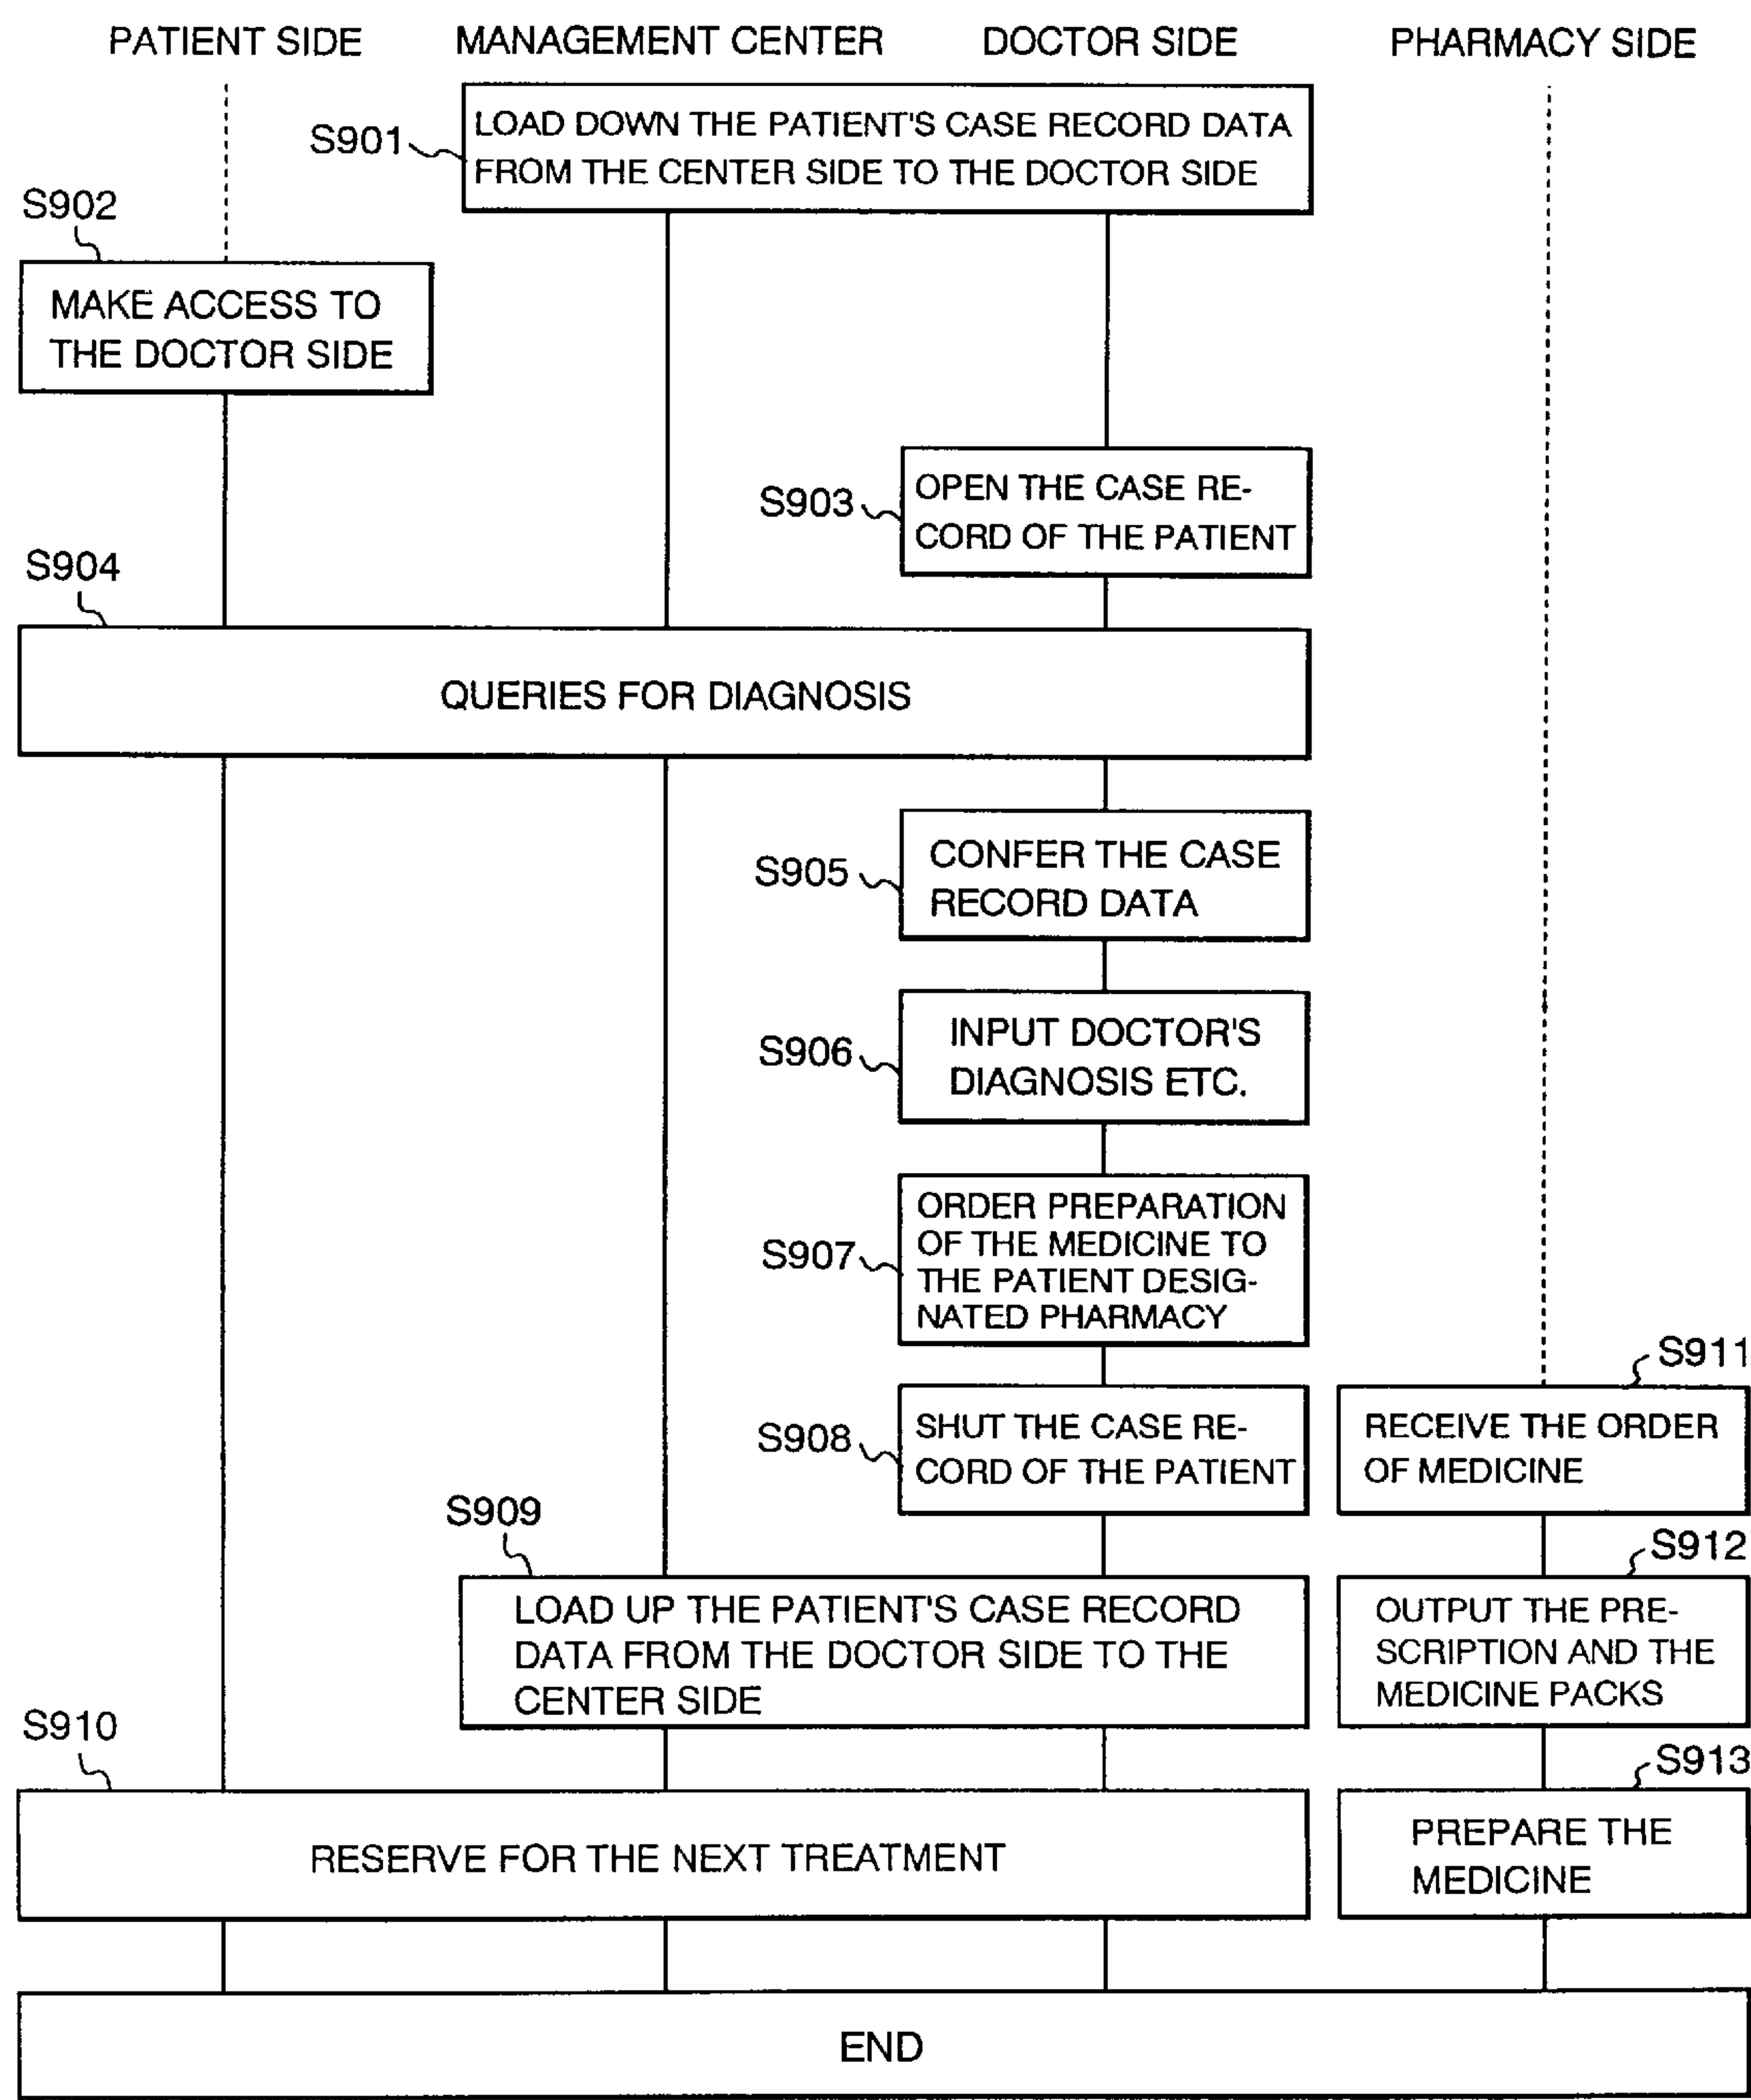 PATIENT SIDE
MANAGEMENT CENTER
DOCTOR SIDE
PHARMACY SIDE
S901
LOAD DOWN THE PATIENT'S CASE RECORD DATA
FROM THE CENTER SIDE TO THE DOCTOR SIDE
S902
MAKE ACCESS TO
THE DOCTOR SIDE
S903
OPEN THE CASE RE-
CORD OF THE PATIENT
S904
QUERIES FOR DIAGNOSIS
S905
CONFER THE CASE
RECORD DATA
S906
INPUT DOCTOR'S
DIAGNOSIS ETC.
S907
ORDER PREPARATION
OF THE MEDICINE TO
THE PATIENT DESIG-
NATED PHARMACY
S908
SHUT THE CASE RE-
CORD OF THE PATIENT
S911
RECEIVE THE ORDER
OF MEDICINE
S909
LOAD UP THE PATIENT'S CASE RECORD
DATA FROM THE DOCTOR SIDE TO THE
CENTER SIDE
S912
OUTPUT THE PRE-
SCRIPTION AND THE
MEDICINE PACKS
S910
RESERVE FOR THE NEXT TREATMENT
S913
PREPARE THE
MEDICINE
END